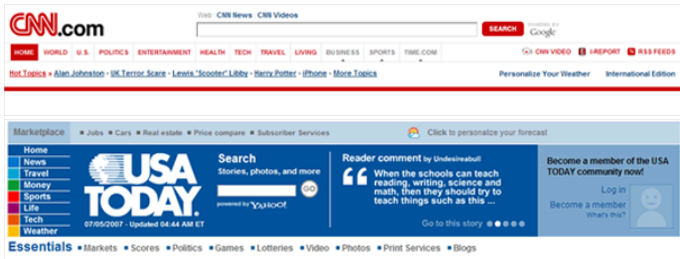 CNN.com
Web CNN News CNN Videos
SEARCH
POWERED BY Google
HOME WORLD U.S. POLITICS ENTERTAINMENT HEALTH TECH TRAVEL LIVING BUSINESS SPORTS TIME.COM
CNN VIDEO I-REPORT RSS FEEDS
Hot Topics » Alan Johnston · UK Terror Scare · Lewis "Scooter" Libby · Harry Potter · iPhone · More Topics
Personalize Your Weather International Edition
Marketplace ■ Jobs ■ Cars ■ Real estate ■ Price compare ■ Subscriber Services
Click to personalize your forecast
Home
News
Travel
Money
Sports
Life
Tech
Weather
USA
TODAY.
07/05/2007 - Updated 04:44 AM ET
Search
Stories, photos, and more
GO
powered by YAHOO!
Reader comment by Undesireabull
“ When the schools can teach
reading, writing, science and
math, then they should try to
teach things such as this ...
Go to this story
Become a member of the USA
TODAY community now!
Log in
Become a member
What's this?
Essentials ■ Markets ■ Scores ■ Politics ■ Games ■ Lotteries ■ Video ■ Photos ■ Print Services ■ Blogs